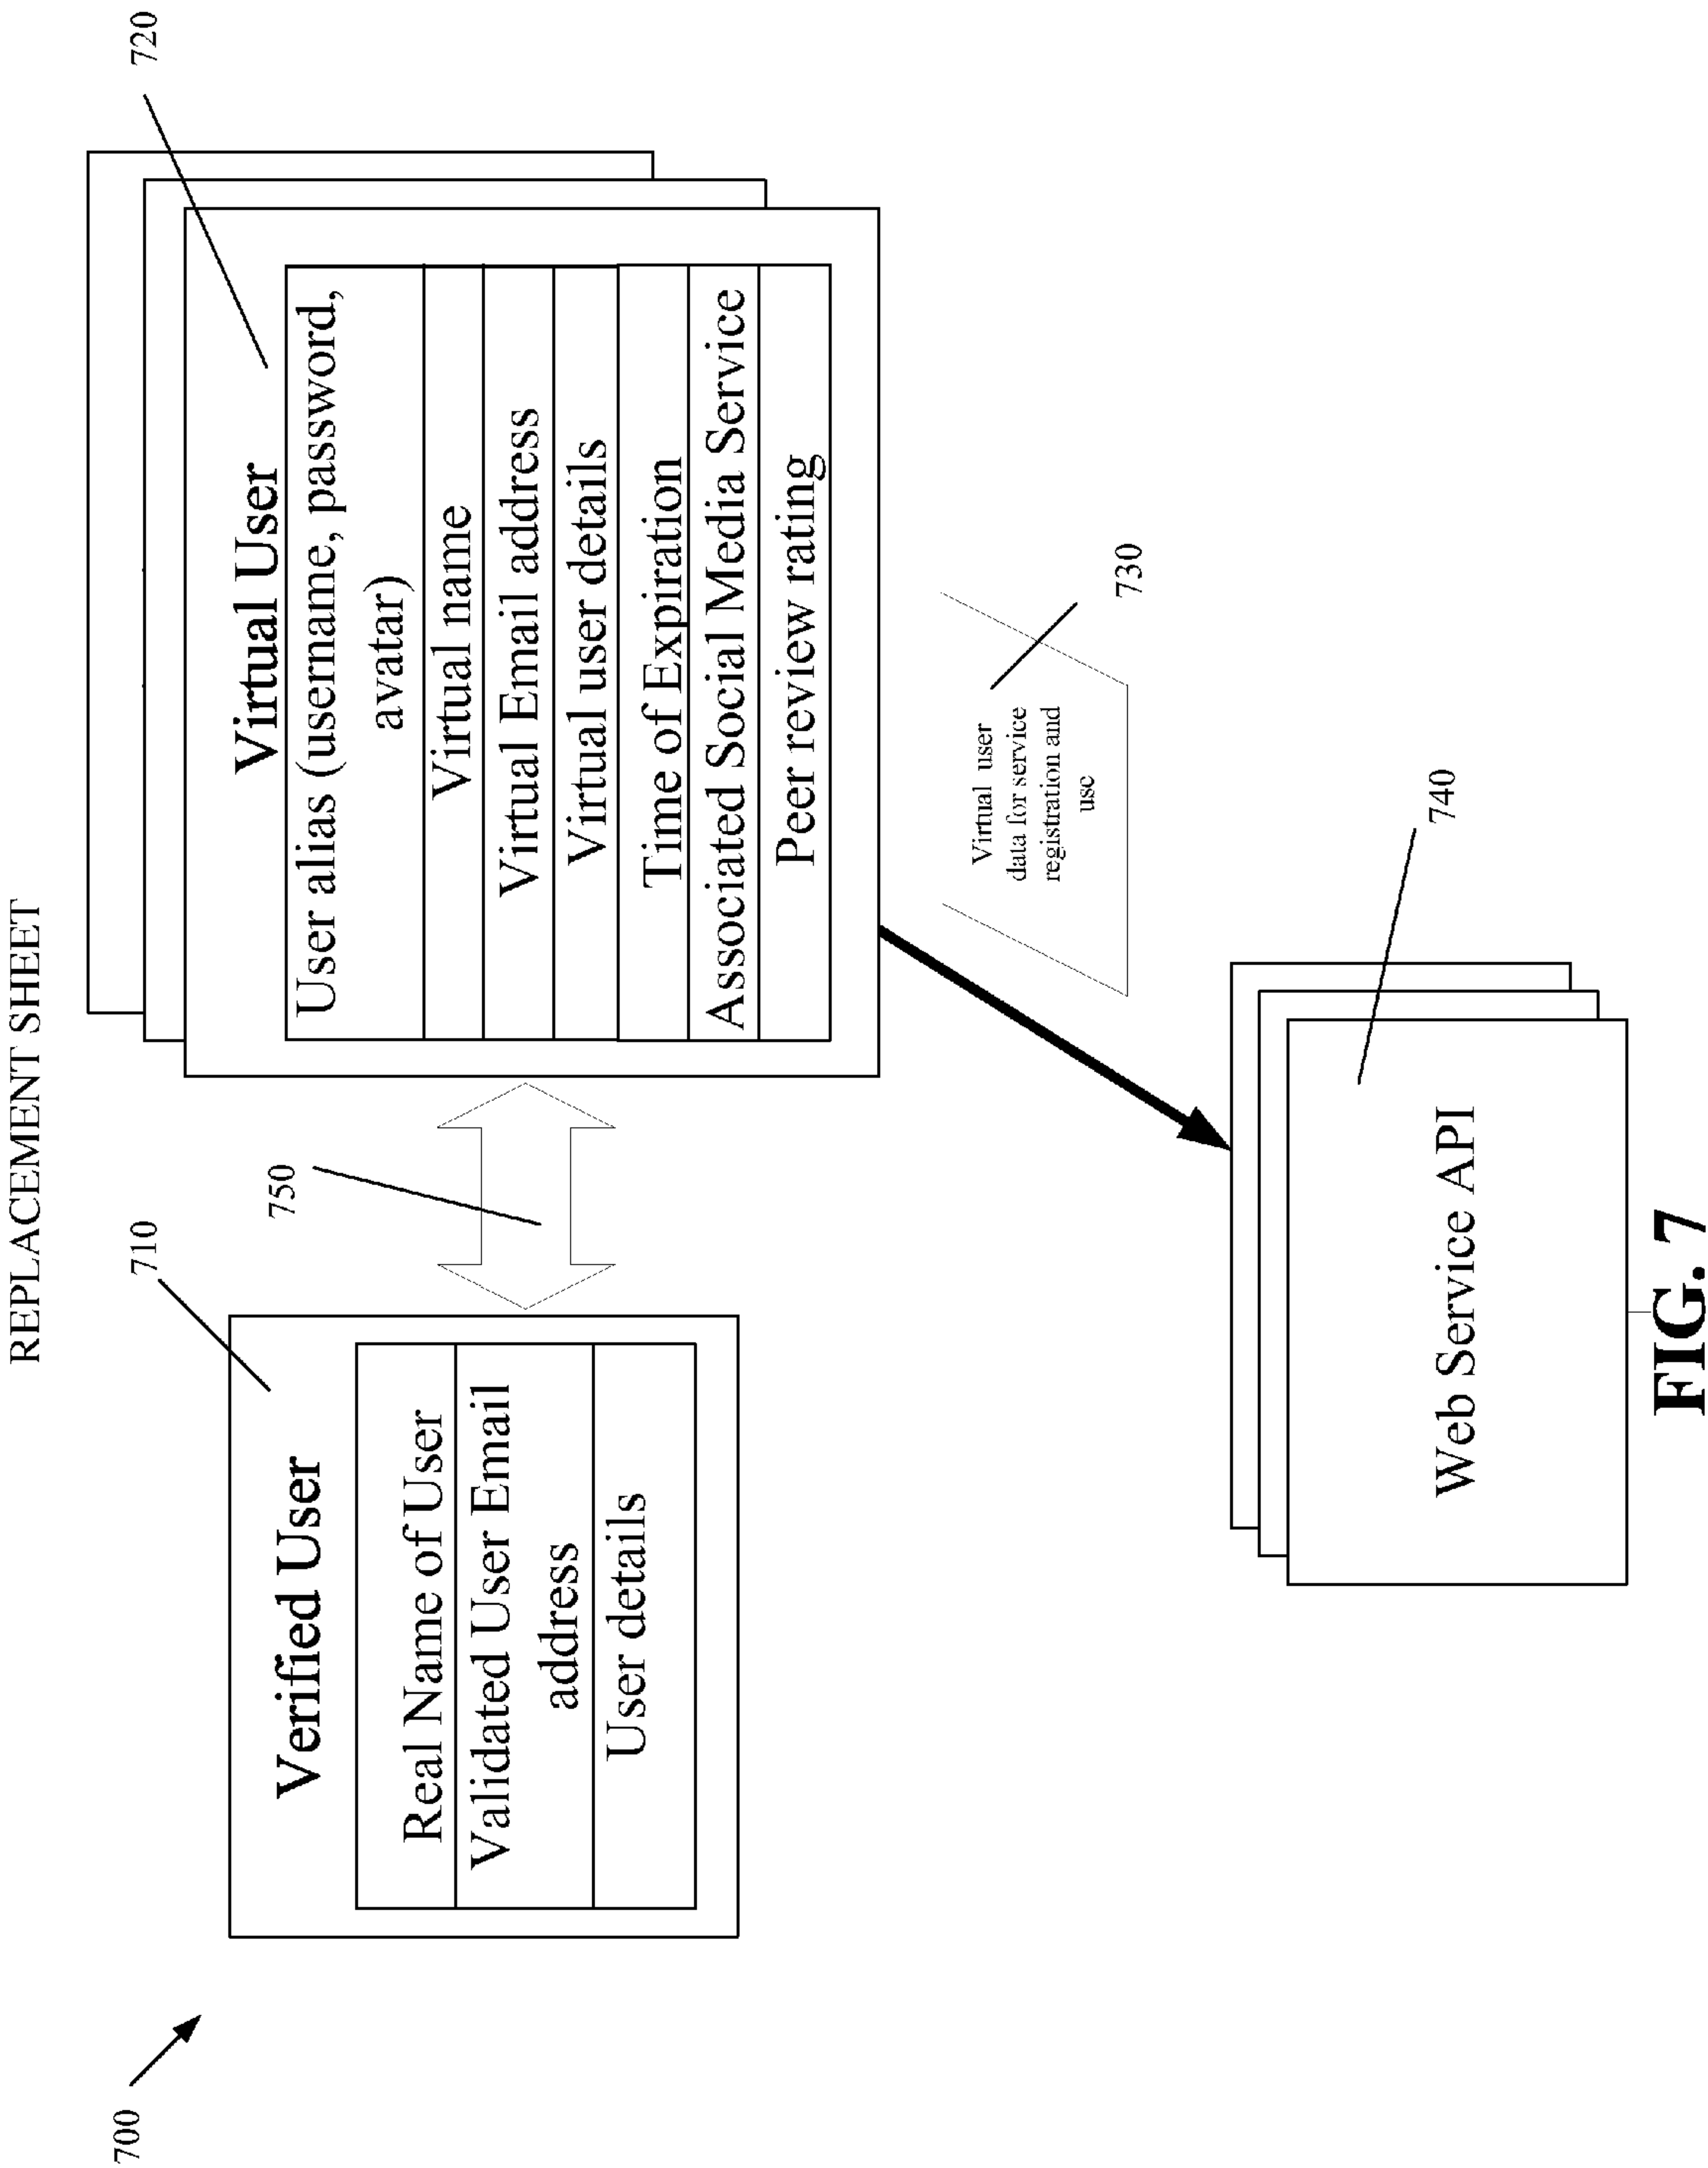 REPLACEMENT SHEET
700
710
Verified User
Real Name of User
Validated User Email
address
User details
750
720
Virtual User
User alias (username, password,
avatar)
Virtual name
Virtual Email address
Virtual user details
Time of Expiration
Associated Social Media Service
Peer review rating
Virtual user
data for service
registration and
use
730
740
Web Service API
FIG. 7